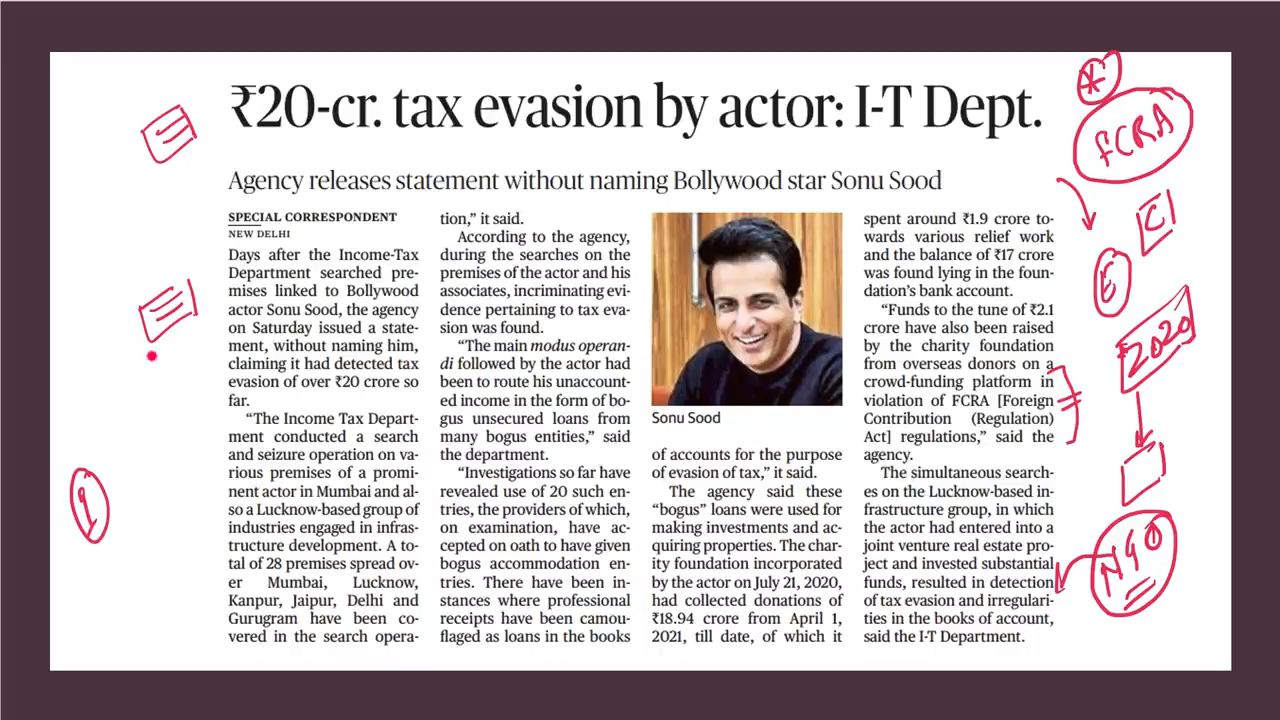 ₹20-cr. tax evasion by actor: I-T Dept.
Agency releases statement without naming Bollywood star Sonu Sood
SPECIAL CORRESPONDENT
NEW DELHI
Days after the Income-Tax
Department searched pre-
mises linked to Bollywood
actor Sonu Sood, the agency
on Saturday issued a state-
ment, without naming him,
claiming it had detected tax
evasion of over ₹20 crore so
far.
“The Income Tax Depart-
ment conducted a search
and seizure operation on va-
rious premises of a promi-
nent actor in Mumbai and al-
so a Lucknow-based group of
industries engaged in infras-
tructure development. A to-
tal of 28 premises spread ov-
er Mumbai, Lucknow,
Kanpur, Jaipur, Delhi and
Gurugram have been co-
vered in the search opera-
tion,” it said.
According to the agency,
during the searches on the
premises of the actor and his
associates, incriminating evi-
dence pertaining to tax eva-
sion was found.
“The main modus operan-
di followed by the actor had
been to route his unaccount-
ed income in the form of bo-
gus unsecured loans from
many bogus entities,” said
the department.
“Investigations so far have
revealed use of 20 such en-
tries, the providers of which,
on examination, have ac-
cepted on oath to have given
bogus accommodation en-
tries. There have been in-
stances where professional
receipts have been camou-
flaged as loans in the books
Sonu Sood
of accounts for the purpose
of evasion of tax,” it said.
The agency said these
“bogus” loans were used for
making investments and ac-
quiring properties. The char-
ity foundation incorporated
by the actor on July 21, 2020,
had collected donations of
₹18.94 crore from April 1,
2021, till date, of which it
spent around ₹1.9 crore to-
wards various relief work
and the balance of ₹17 crore
was found lying in the foun-
dation’s bank account.
“Funds to the tune of ₹2.1
crore have also been raised
by the charity foundation
from overseas donors on a
crowd-funding platform in
violation of FCRA [Foreign
Contribution (Regulation)
Act] regulations,” said the
agency.
The simultaneous search-
es on the Lucknow-based in-
frastructure group, in which
the actor had entered into a
joint venture real estate pro-
ject and invested substantial
funds, resulted in detection
of tax evasion and irregulari-
ties in the books of account,
said the I-T Department.
FCRA
2020
NGO